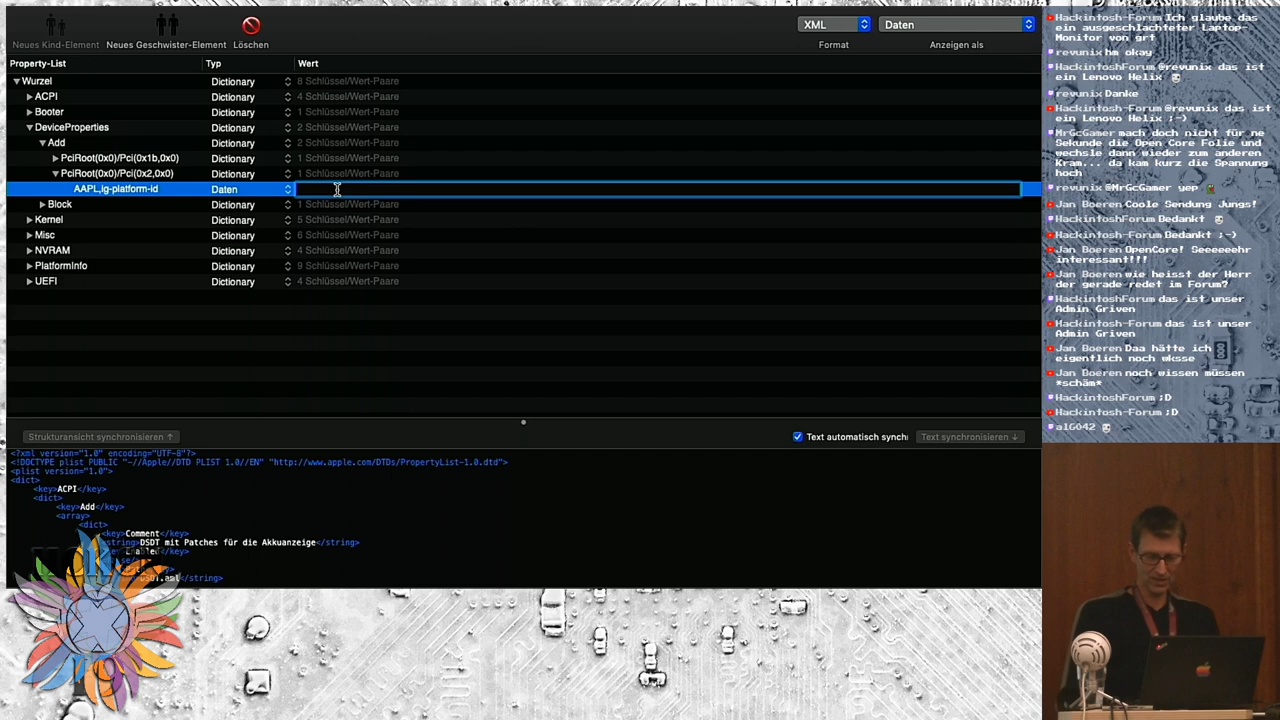 Neues Kind-Element Neues Geschwister-Element Löschen
XML Daten
Format Anzeigen als
Property-List Typ Wert
Wurzel Dictionary 8 Schlüssel/Wert-Paare
ACPI Dictionary 4 Schlüssel/Wert-Paare
Booter Dictionary 1 Schlüssel/Wert-Paare
DeviceProperties Dictionary 2 Schlüssel/Wert-Paare
Add Dictionary 2 Schlüssel/Wert-Paare
PciRoot(0x0)/Pci(0x1b,0x0) Dictionary 1 Schlüssel/Wert-Paare
PciRoot(0x0)/Pci(0x2,0x0) Dictionary 1 Schlüssel/Wert-Paare
AAPL,ig-platform-id Daten
Block Dictionary 1 Schlüssel/Wert-Paare
Kernel Dictionary 5 Schlüssel/Wert-Paare
Misc Dictionary 6 Schlüssel/Wert-Paare
NVRAM Dictionary 4 Schlüssel/Wert-Paare
PlatformInfo Dictionary 9 Schlüssel/Wert-Paare
UEFI Dictionary 4 Schlüssel/Wert-Paare
Strukturansicht synchronisieren ↑ Text automatisch synchr Text synchronisieren ↓
<?xml version="1.0" encoding="UTF-8"?>
<!DOCTYPE plist PUBLIC "-//Apple//DTD PLIST 1.0//EN" "http://www.apple.com/DTDs/PropertyList-1.0.dtd">
<plist version="1.0">
<dict>
<key>ACPI</key>
<dict>
<key>Add</key>
<array>
<dict>
<key>Comment</key>
<string>DSDT mit Patches für die Akkuanzeige</string>
<key>Enabled</key>
DSDT.aml</string>
Hackintosh-Forum Ich glaube das
ein ausgeschlachteter Laptop-
Monitor von grt
revunix hm okay
HackintoshForum @revunix das ist
ein Lenovo Helix
revunix Danke
Hackintosh-Forum @revunix das ist
ein Lenovo Helix ;-)
MrGcGamer mach doch nicht für ne
Sekunde die Open Core Folie und
wechsle dann wieder zum anderen
Kram... da kam kurz die Spannung
hoch
revunix @MrGcGamer yep
Jan Boeren Coole Sendung Jungs!
HackintoshForum Bedankt
Hackintosh-Forum Bedankt ;-)
Jan Boeren OpenCore! Seeeeeehr
interessant!!!
Jan Boeren wie heisst der Herr
der gerade redet im Forum?
HackintoshForum das ist unser
Admin Griven
Hackintosh-Forum das ist unser
Admin Griven
Jan Boeren Daa hätte ich
eigentlich noch wksse
Jan Boeren noch wissen müssen
*schäm*
HackintoshForum ;D
Hackintosh-Forum ;D
al6042